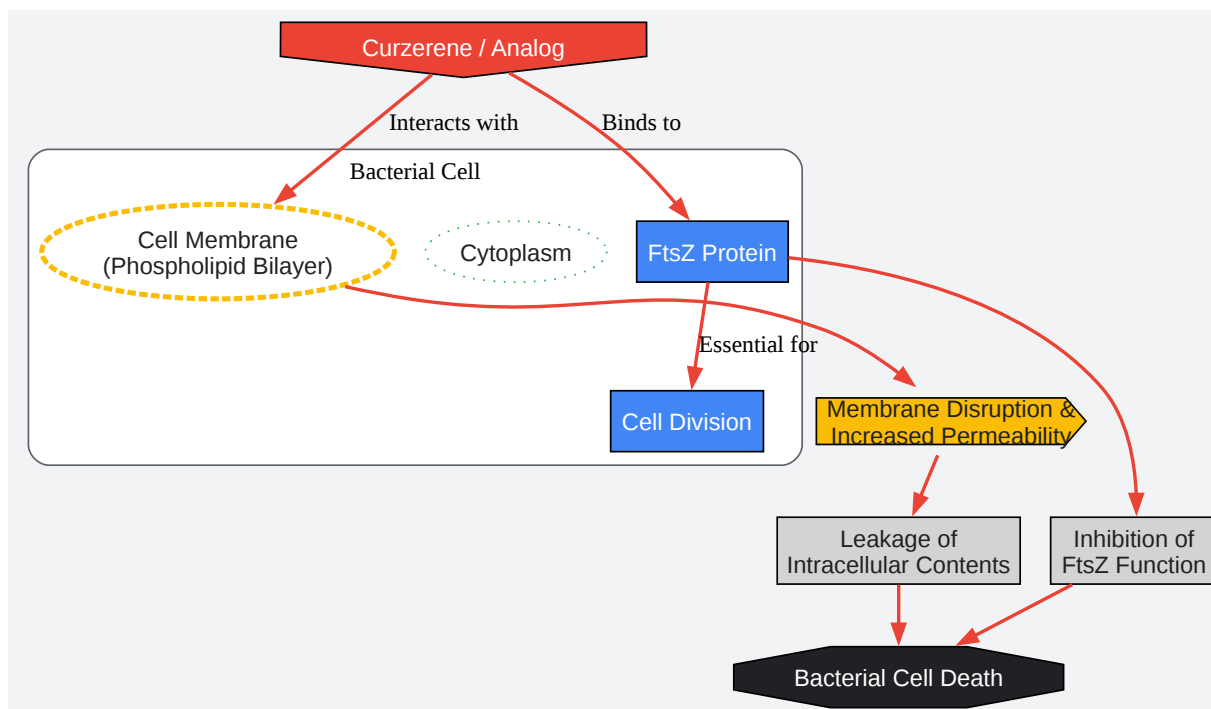 Curzerene / Analog
Interacts with
Binds to
Bacterial Cell
Cell Membrane
(Phospholipid Bilayer)
Cytoplasm
FtsZ Protein
Essential for
Cell Division
Membrane Disruption &
Increased Permeability
Leakage of
Intracellular Contents
Inhibition of
FtsZ Function
Bacterial Cell Death